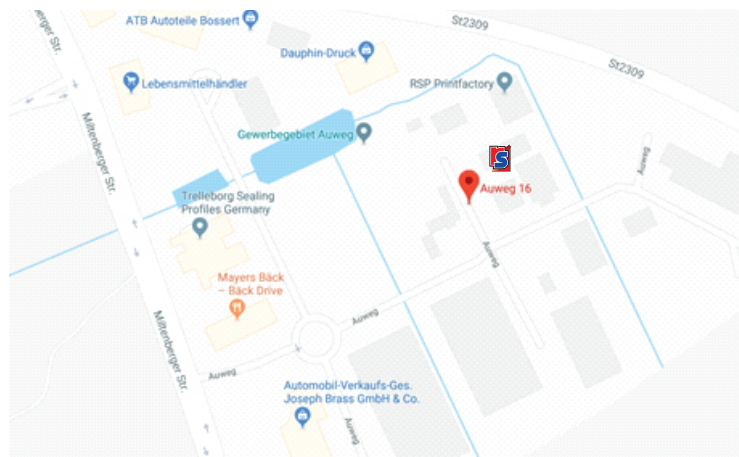 ATB Autoteile Bossert
St2309
Miltenberger Str.
Dauphin-Druck
St2309
Lebensmittelhändler
RSP Printfactory
Miltenberger Str.
Gewerbegebiet Auweg
Auweg
S
Auweg 16
Trelleborg Sealing
Profiles Germany
Auweg
Mayers Bäck
– Bäck Drive
Auweg
Miltenberger Str.
Auweg
Automobil-Verkaufs-Ges.
Joseph Brass GmbH & Co.
Auweg